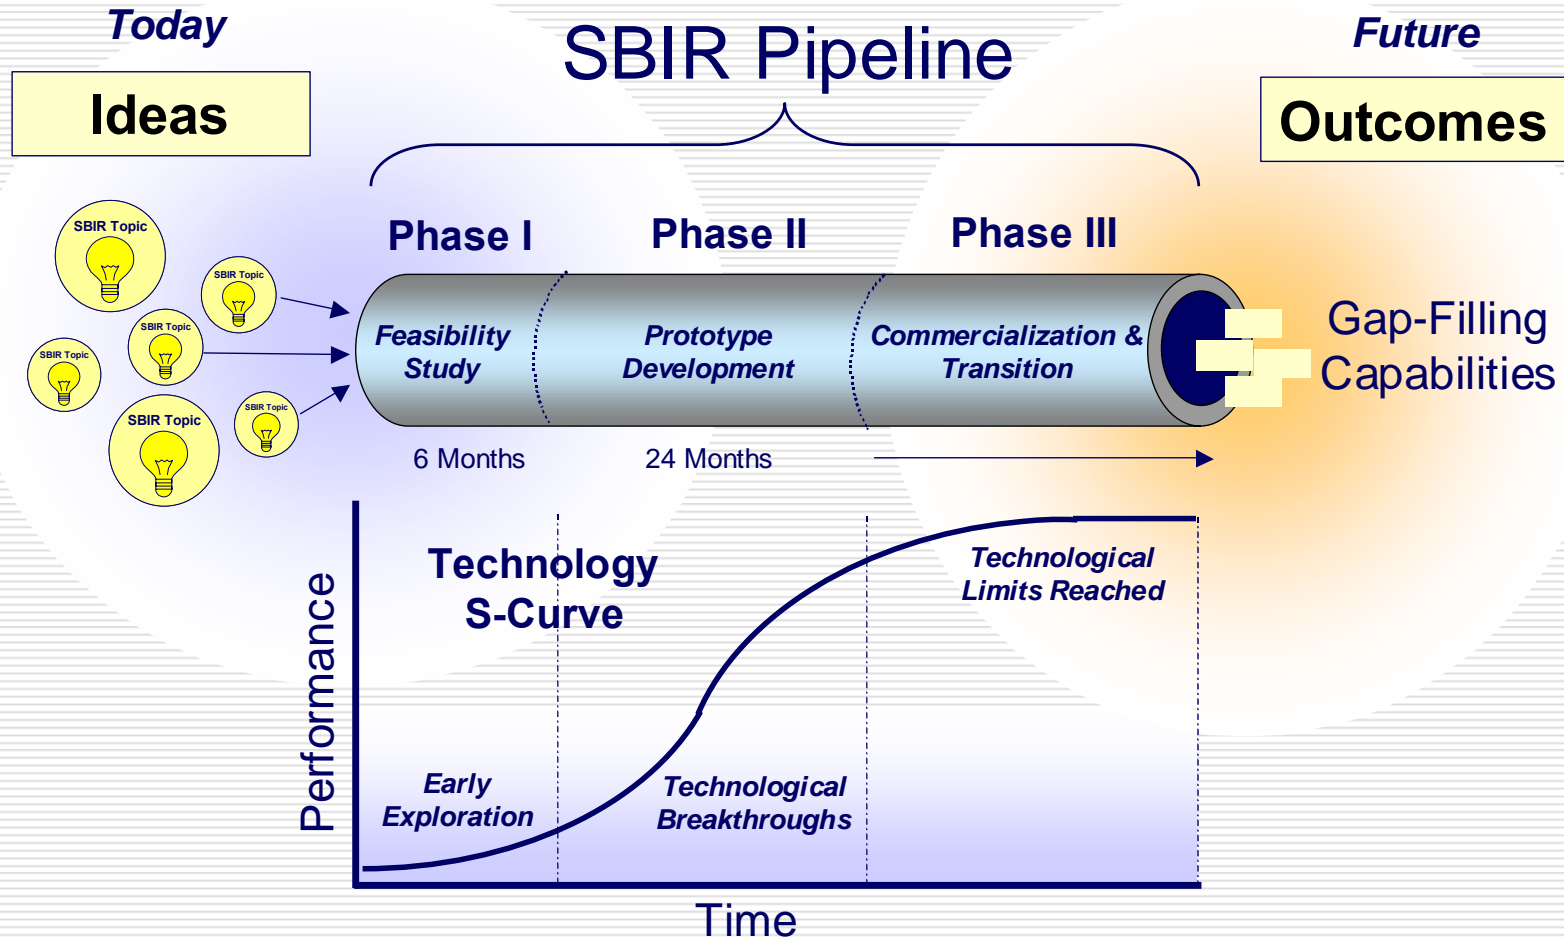 Today
SBIR Pipeline
Future
Ideas
Outcomes
SBIR Topic
SBIR Topic
SBIR Topic
SBIR Topic
SBIR Topic
SBIR Topic
Phase I
Phase II
Phase III
Feasibility
Study
Prototype
Development
Commercialization &
Transition
Gap-Filling
Capabilities
6 Months
24 Months
Technology
S-Curve
Technological
Limits Reached
Early
Exploration
Technological
Breakthroughs
Performance
Time